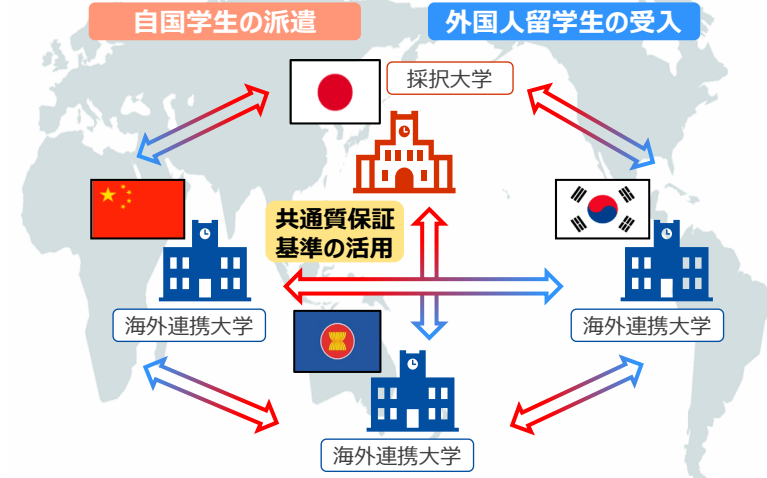 自国学生の派遣
外国人留学生の受入
採択大学
共通質保証
基準の活用
海外連携大学
海外連携大学
海外連携大学